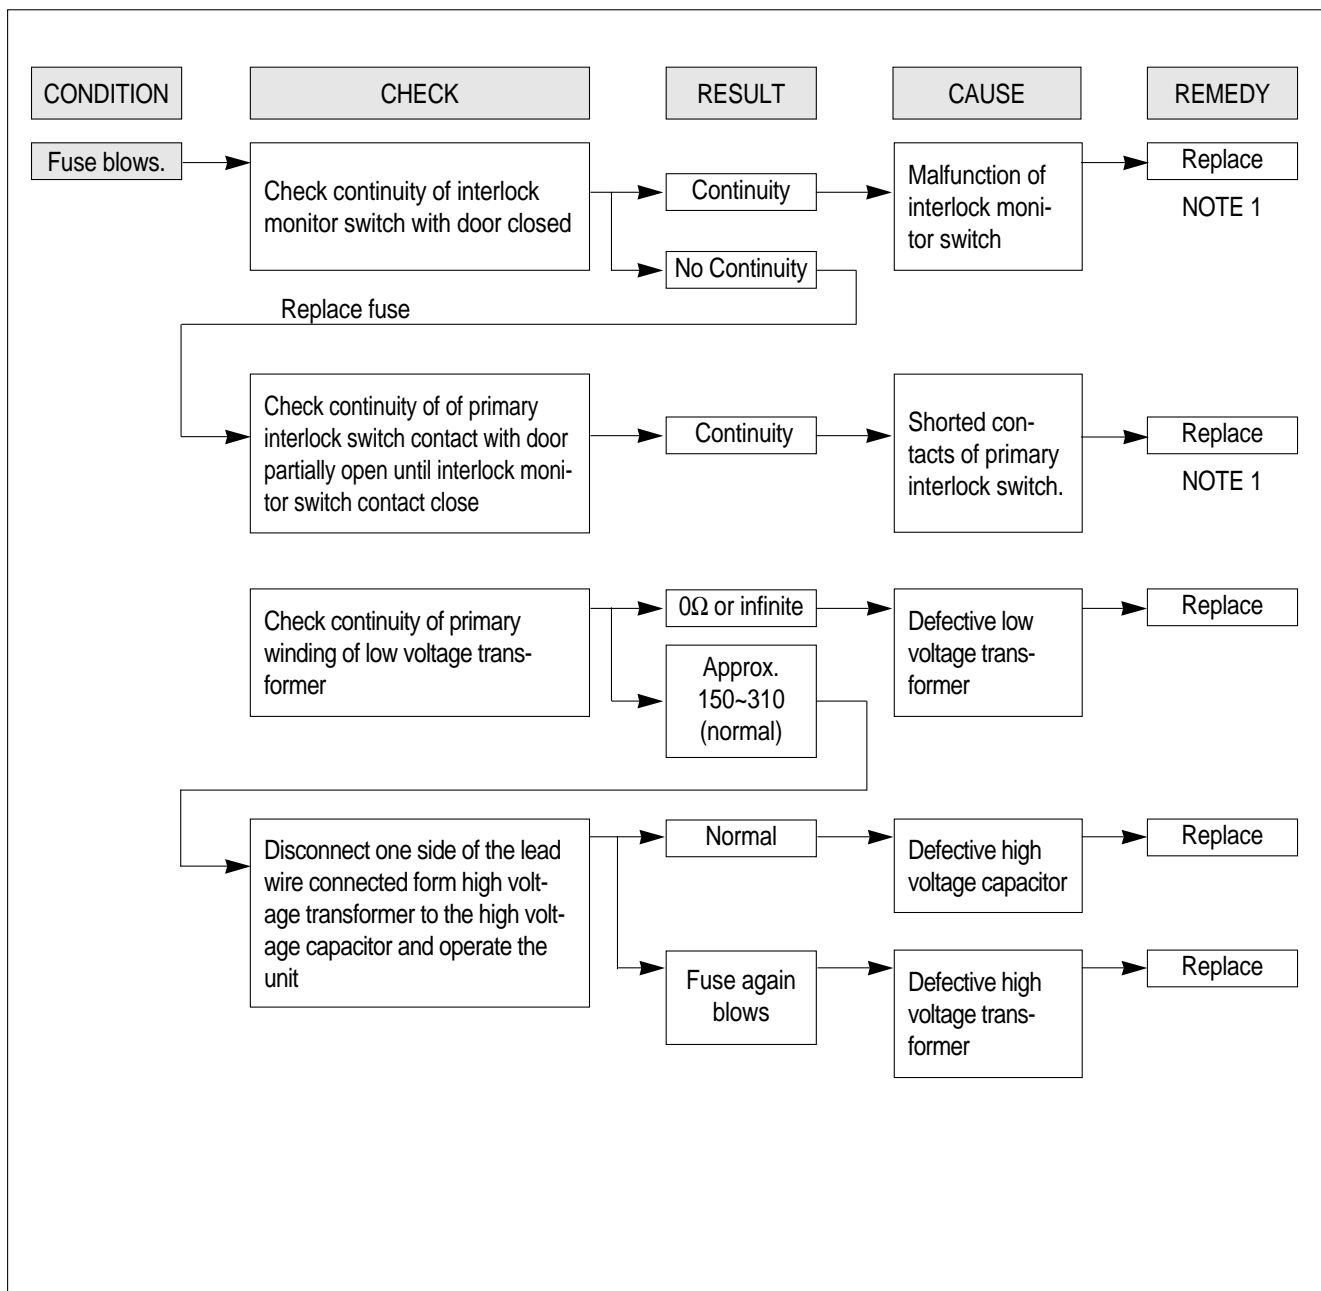 CONDITION
CHECK
RESULT
CAUSE
REMEDY
Fuse blows.
Check continuity of interlock
monitor switch with door closed
Continuity
Malfunction of
interlock moni-
tor switch
Replace
NOTE 1
No Continuity
Replace fuse
Check continuity of of primary
interlock switch contact with door
partially open until interlock moni-
tor switch contact close
Continuity
Shorted con-
tacts of primary
interlock switch.
Replace
NOTE 1
Check continuity of primary
winding of low voltage trans-
former
0Ω or infinite
Defective low
voltage trans-
former
Replace
Approx.
150~310
(normal)
Disconnect one side of the lead
wire connected form high volt-
age transformer to the high volt-
age capacitor and operate the
unit
Normal
Defective high
voltage capacitor
Replace
Fuse again
blows
Defective high
voltage trans-
former
Replace